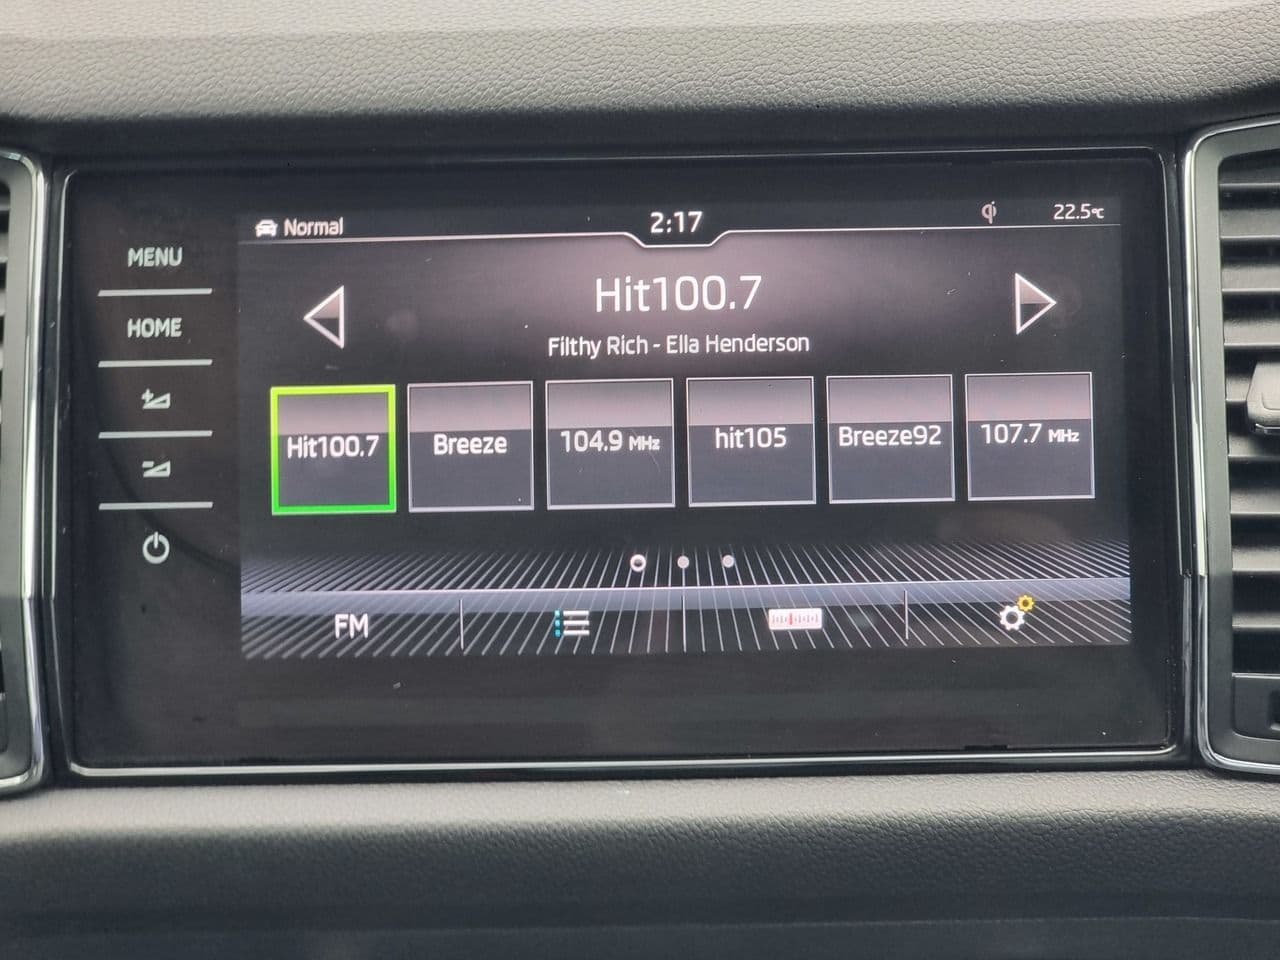 Normal
2:17
22.5°C
MENU
HOME
Hit100.7
Filthy Rich - Ella Henderson
Hit100.7
Breeze
104.9 MHz
hit105
Breeze92
107.7 MHz
FM